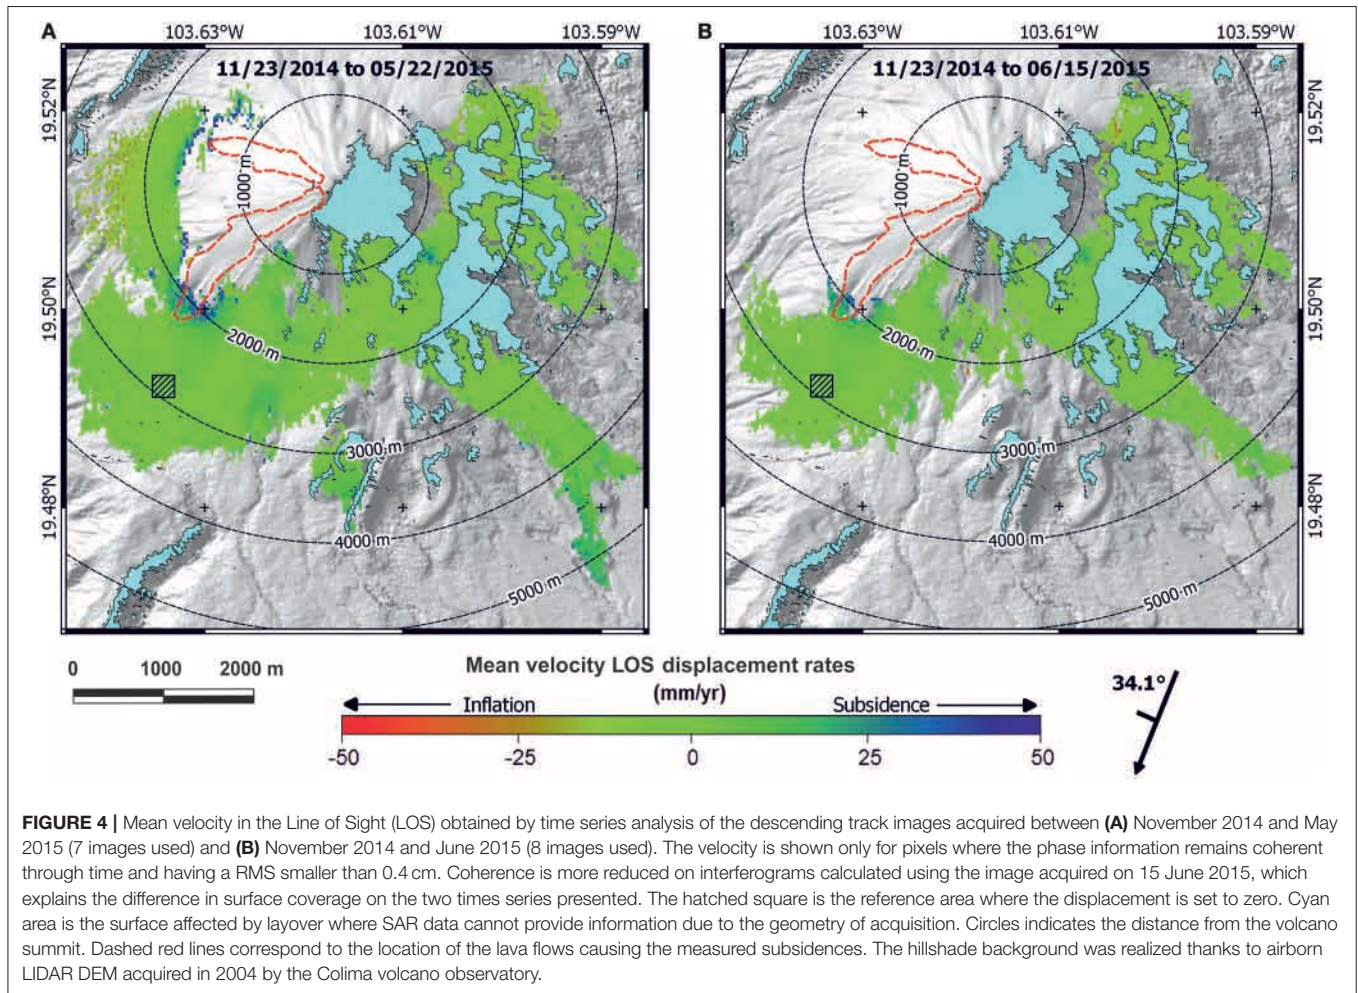 A
103.63°W
103.61°W
103.59°W
11/23/2014 to 05/22/2015
19.52°N
19.50°N
19.48°N
1000 m
2000 m
3000 m
4000 m
5000 m
B
103.63°W
103.61°W
103.59°W
11/23/2014 to 06/15/2015
19.52°N
19.50°N
19.48°N
1000 m
2000 m
3000 m
4000 m
5000 m
0 1000 2000 m
Mean velocity LOS displacement rates
(mm/yr)
Inflation
Subsidence
-50 -25 0 25 50
34.1°
FIGURE 4 | Mean velocity in the Line of Sight (LOS) obtained by time series analysis of the descending track images acquired between (A) November 2014 and May
2015 (7 images used) and (B) November 2014 and June 2015 (8 images used). The velocity is shown only for pixels where the phase information remains coherent
through time and having a RMS smaller than 0.4 cm. Coherence is more reduced on interferograms calculated using the image acquired on 15 June 2015, which
explains the difference in surface coverage on the two times series presented. The hatched square is the reference area where the displacement is set to zero. Cyan
area is the surface affected by layover where SAR data cannot provide information due to the geometry of acquisition. Circles indicates the distance from the volcano
summit. Dashed red lines correspond to the location of the lava flows causing the measured subsidences. The hillshade background was realized thanks to airborn
LIDAR DEM acquired in 2004 by the Colima volcano observatory.